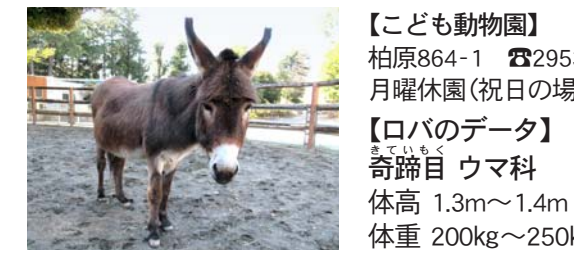 【こども動物園】
柏原864-1 ☎295
月曜休園(祝日の場
【ロバのデータ】
きていもく
奇蹄目 ウマ科
体高 1.3m〜1.4m
体重 200kg〜250k